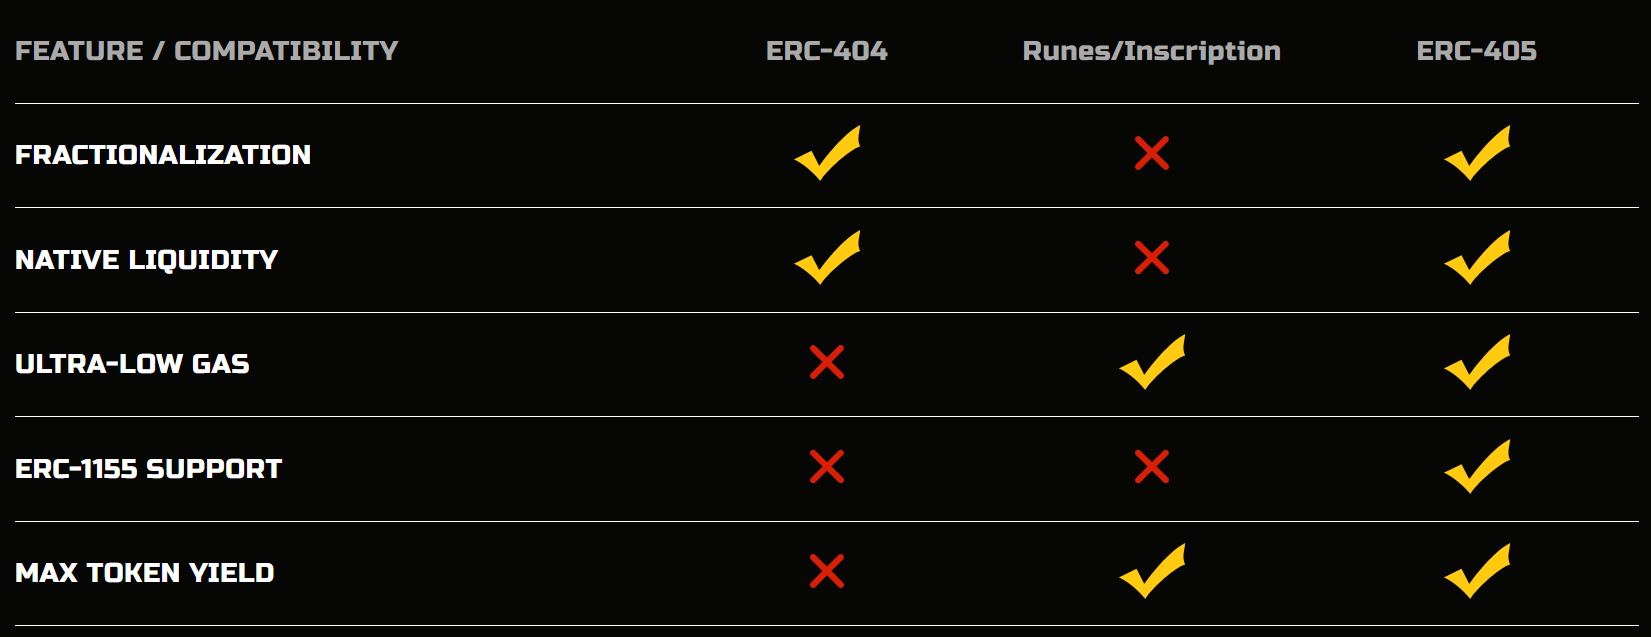 FEATURE / COMPATIBILITY ERC-404 Runes/Inscription ERC-405
FRACTIONALIZATION
NATIVE LIQUIDITY
ULTRA-LOW GAS
ERC-1155 SUPPORT
MAX TOKEN YIELD